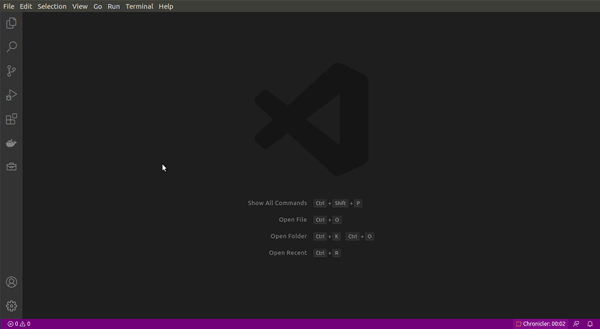 File Edit Selection View Go Run Terminal Help
Show All Commands Ctrl + Shift + P
Open File Ctrl + O
Open Folder Ctrl + K Ctrl + O
Open Recent Ctrl + R
0 0 Chronicler: 00:02